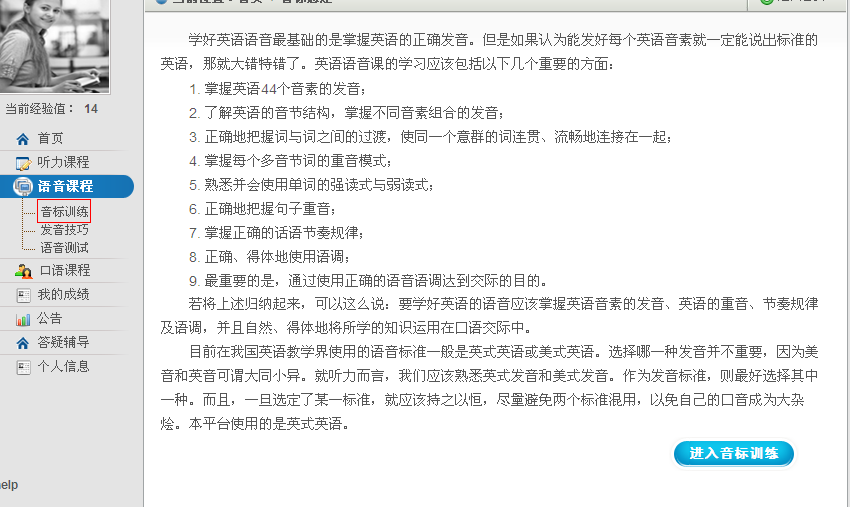 当前经验值： 14
首页
听力课程
语音课程
音标训练
发音技巧
语音测试
口语课程
我的成绩
公告
答疑辅导
个人信息
elp
学好英语语音最基础的是掌握英语的正确发音。但是如果认为能发好每个英语音素就一定能说出标准的
英语，那就大错特错了。英语语音课的学习应该包括以下几个重要的方面：
1. 掌握英语44个音素的发音；
2. 了解英语的音节结构，掌握不同音素组合的发音；
3. 正确地把握词与词之间的过渡，使同一个意群的词连贯、流畅地连接在一起；
4. 掌握每个多音节词的重音模式；
5. 熟悉并会使用单词的强读式与弱读式；
6. 正确地把握句子重音；
7. 掌握正确的话语节奏规律；
8. 正确、得体地使用语调；
9. 最重要的是，通过使用正确的语音语调达到交际的目的。
若将上述归纳起来，可以这么说：要学好英语的语音应该掌握英语音素的发音、英语的重音、节奏规律
及语调，并且自然、得体地将所学的知识运用在口语交际中。
目前在我国英语教学界使用的语音标准一般是英式英语或美式英语。选择哪一种发音并不重要，因为美
音和英音可谓大同小异。就听力而言，我们应该熟悉英式发音和美式发音。作为发音标准，则最好选择其中
一种。而且，一旦选定了某一标准，就应该持之以恒，尽量避免两个标准混用，以免自己的口音成为大杂
烩。本平台使用的是英式英语。
进入音标训练